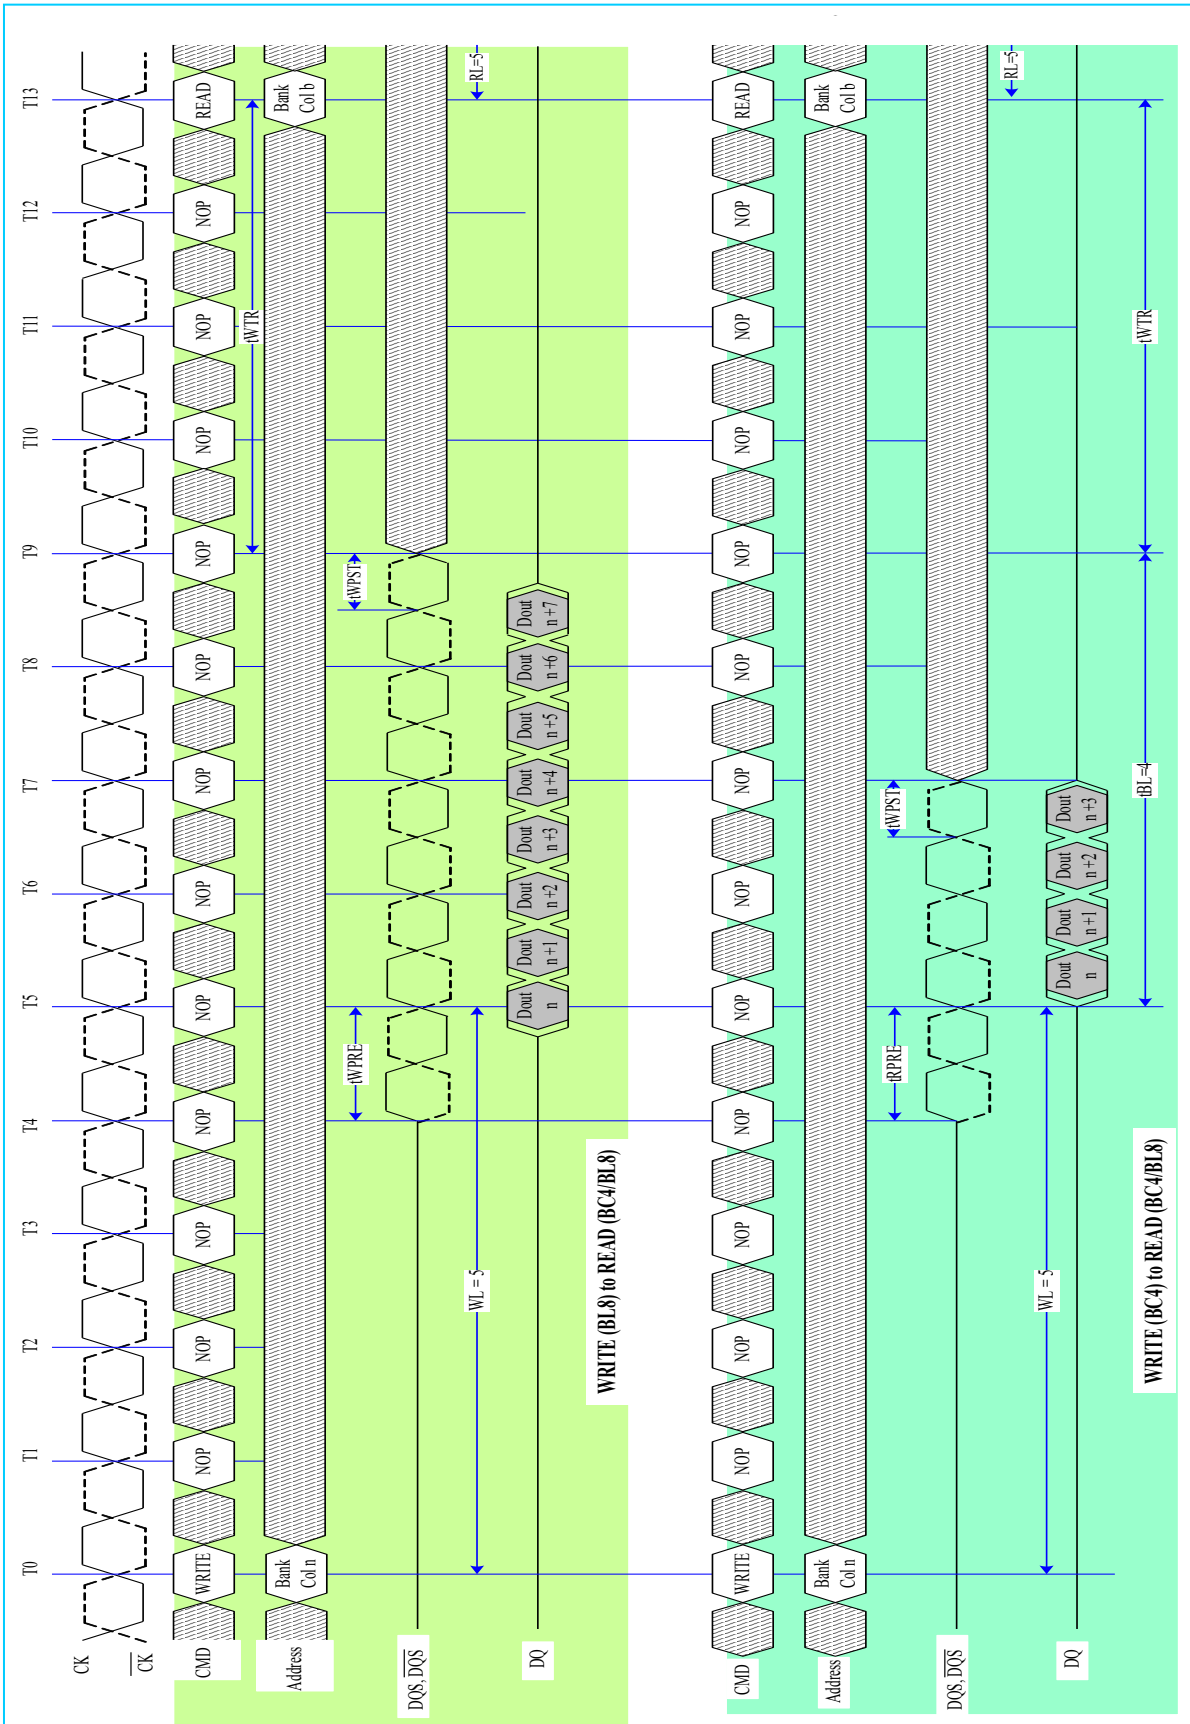 T0 T1 T2 T3 T4 T5 T6 T7 T8 T9 T10 T11 T12 T13
CK
CK
CMD WRITE NOP NOP NOP NOP NOP NOP NOP NOP NOP NOP NOP NOP READ
tWTR
Address Bank Col n Bank Col b
tWPRE tWPST
DQS, DQS
WL = 5 RL=5
DQ Dout n Dout n+1 Dout n+2 Dout n+3 Dout n+4 Dout n+5 Dout n+6 Dout n+7
WRITE (BL8) to READ (BC4/BL8)
CMD WRITE NOP NOP NOP NOP NOP NOP NOP NOP NOP NOP NOP NOP READ
Address Bank Col n Bank Col b
tRPRE tWPST
DQS, DQS
WL = 5 RL=5
DQ Dout n Dout n+1 Dout n+2 Dout n+3
tBL=4 tWTR
WRITE (BC4) to READ (BC4/BL8)